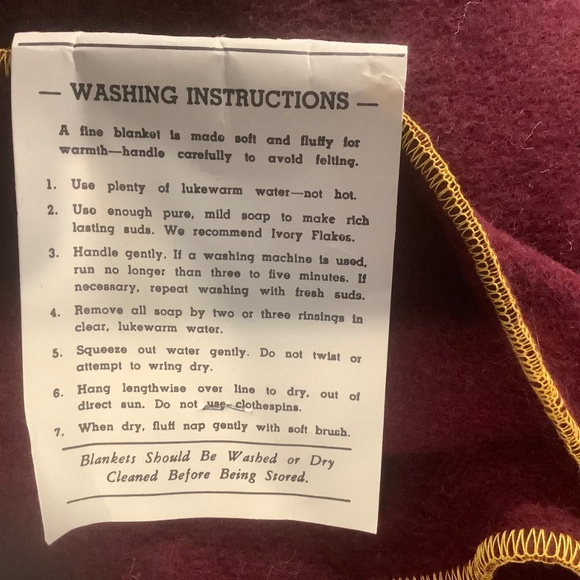 — WASHING INSTRUCTIONS —
A fine blanket is made soft and fluffy for
warmth—handle carefully to avoid felting.
1. Use plenty of lukewarm water—not hot.
2. Use enough pure, mild soap to make rich
lasting suds. We recommend Ivory Flakes.
3. Handle gently. If a washing machine is used,
run no longer than three to five minutes. If
necessary, repeat washing with fresh suds.
4. Remove all soap by two or three rinsings in
clear, lukewarm water.
5. Squeeze out water gently. Do not twist or
attempt to wring dry.
6. Hang lengthwise over line to dry, out of
direct sun. Do not use clothespins.
7. When dry, fluff nap gently with soft brush.
Blankets Should Be Washed or Dry
Cleaned Before Being Stored.